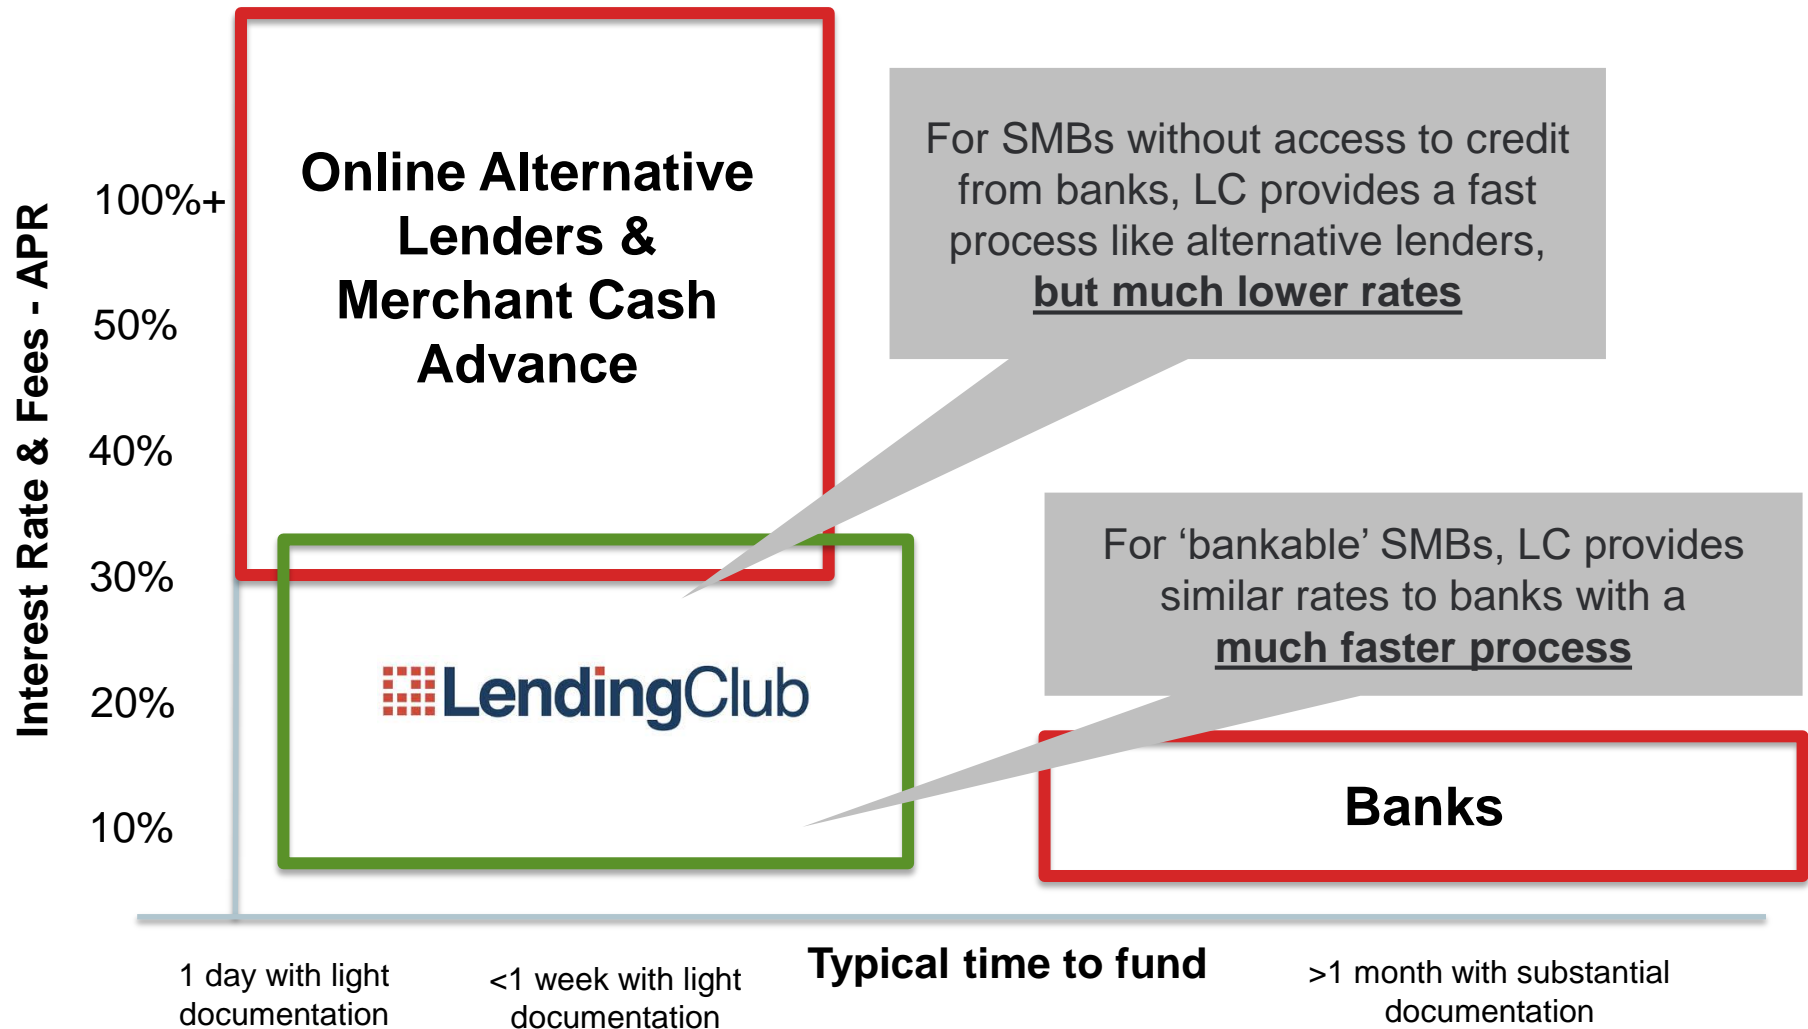 Interest Rate & Fees - APR
100%+
50%
40%
30%
20%
10%
Online Alternative
Lenders &
Merchant Cash
Advance
For SMBs without access to credit
from banks, LC provides a fast
process like alternative lenders,
but much lower rates
LendingClub
For ‘bankable’ SMBs, LC provides
similar rates to banks with a
much faster process
Banks
Typical time to fund
1 day with light
documentation
<1 week with light
documentation
>1 month with substantial
documentation